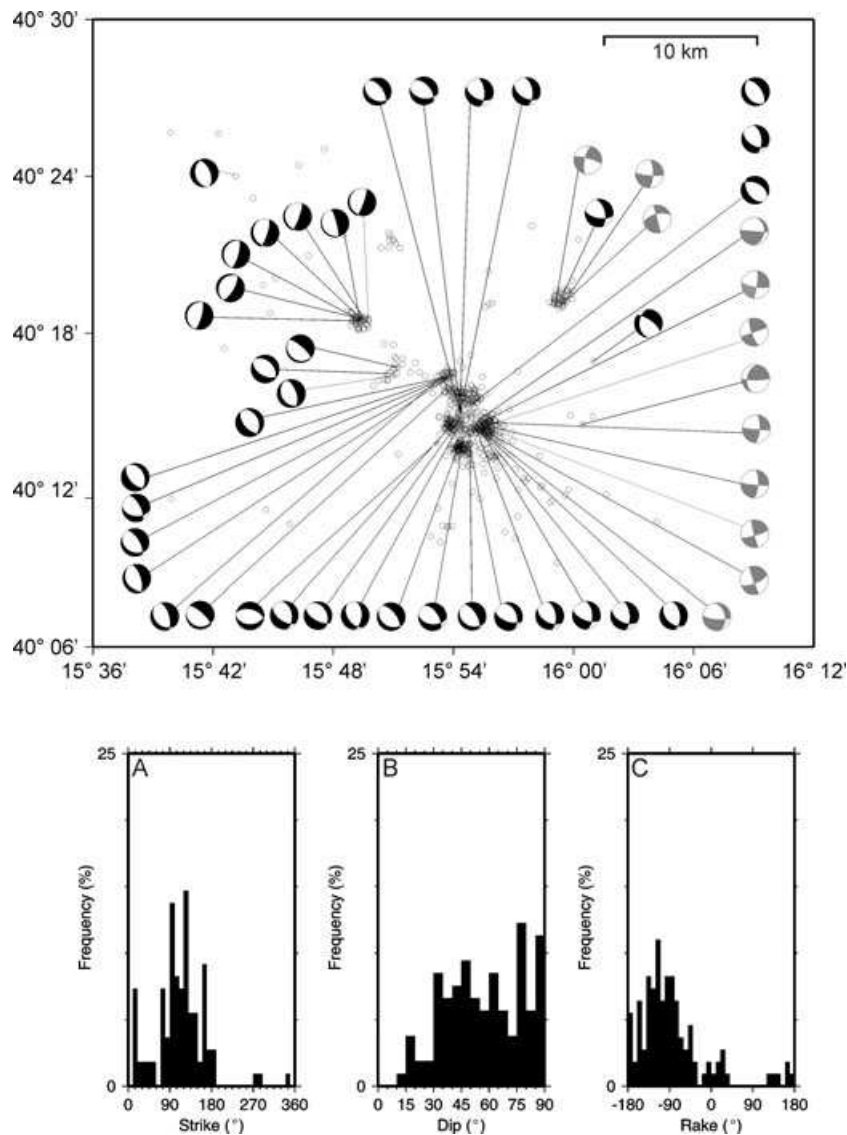 40° 30'
10 km
40° 24'
40° 18'
40° 12'
40° 06'
15° 36' 15° 42' 15° 48' 15° 54' 16° 00' 16° 06' 16° 12'
25 25 25
A B C
Frequency (%) Frequency (%) Frequency (%)
0 0 0
0 90 180 270 360 0 15 30 45 60 75 90 -180 -90 0 90 180
Strike (°) Dip (°) Rake (°)